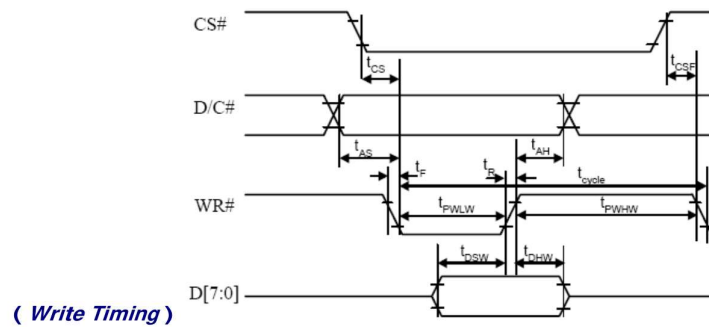 CS#
tCS
tCSF
D/C#
tAS
tF
tR
tAH
tcycle
WR#
tPWLW
tPWHW
tDSW
tDHW
D[7:0]
( Write Timing )